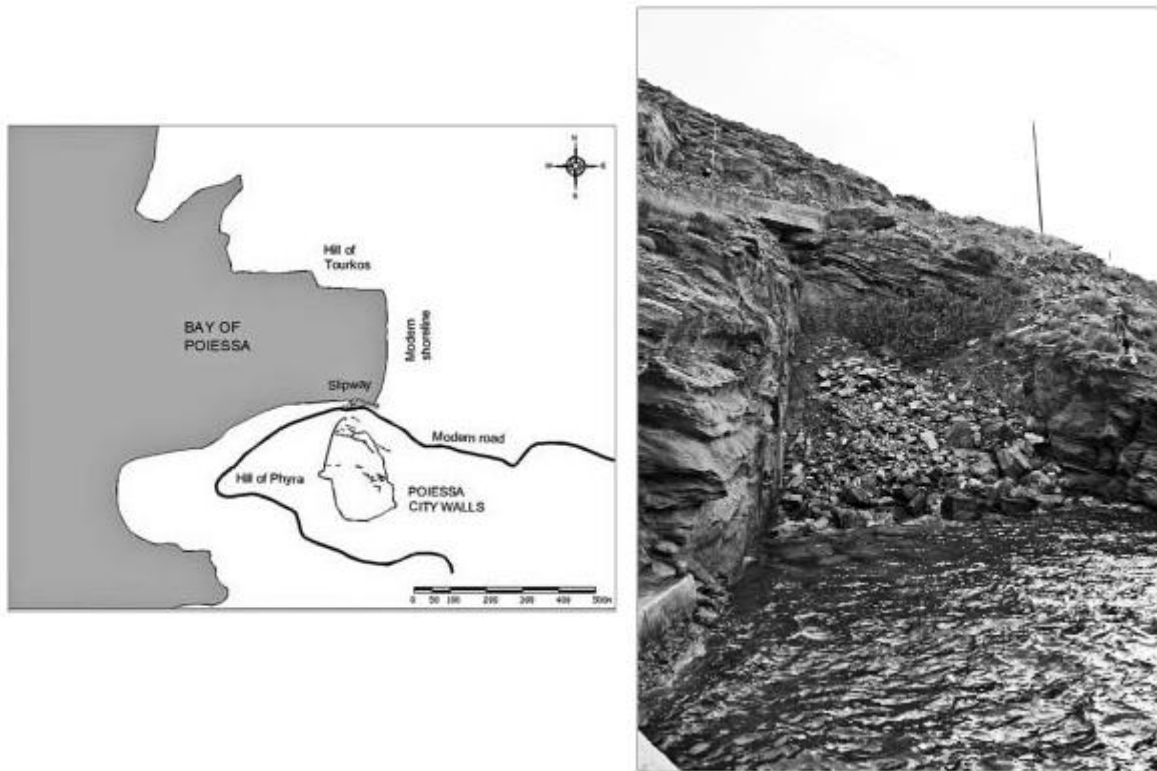 N
W
E
S
Hill of
Tourkos
BAY OF
POIESSA
Modern
shoreline
Slipway
Modern road
Hill of Phyra
POIESSA
CITY WALLS
0 50 100 200 300 400 500m